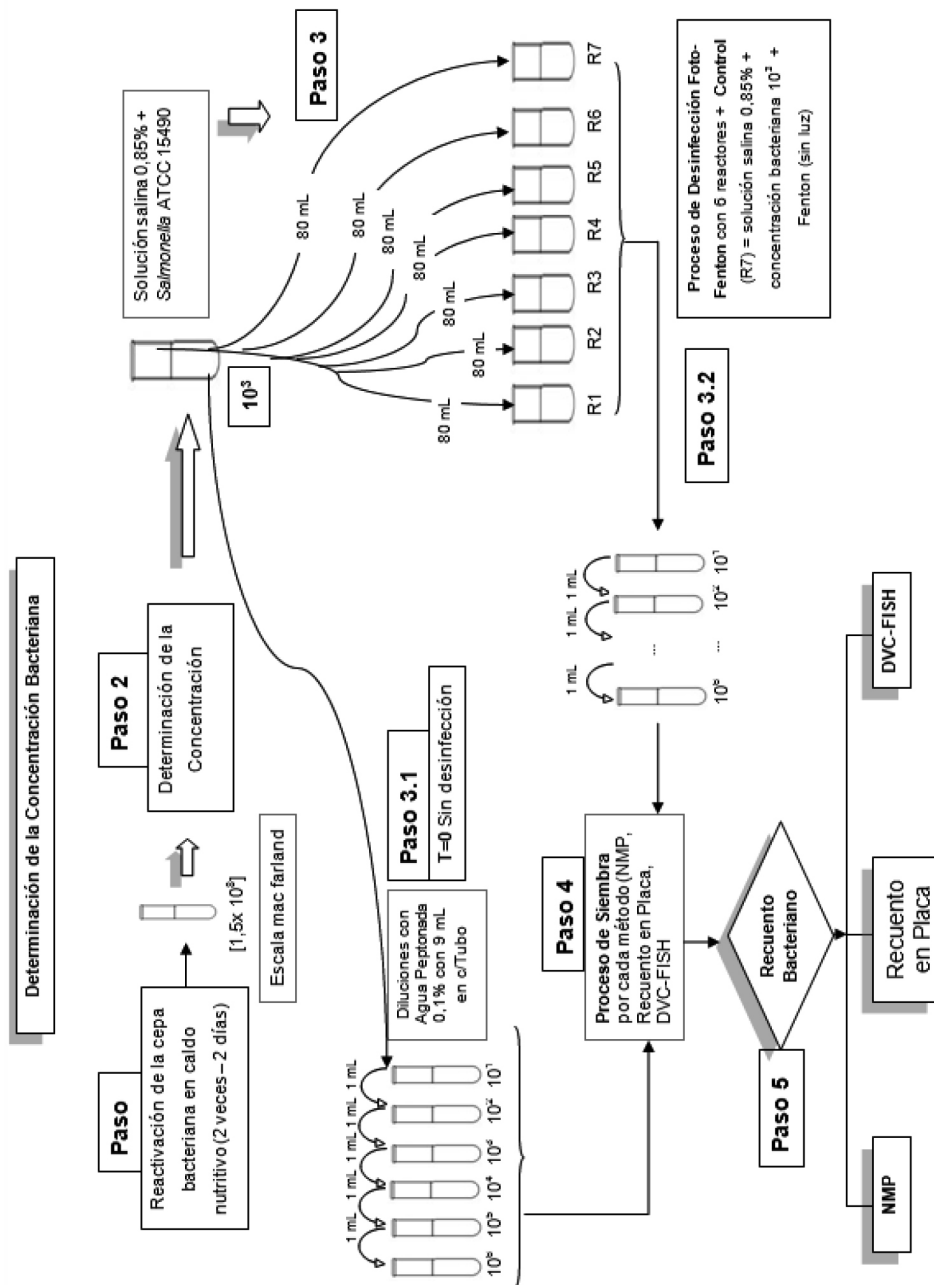 Determinación de la Concentración Bacteriana
Paso
Reactivación de la cepa
bacteriana en caldo
nutritivo (2 veces – 2 días)
[1,5x 10⁸]
Escala mac farland
Paso 2
Determinación de la
Concentración
Solución salina 0,85% +
Salmonella ATCC 15490
10³
Paso 3
80 mL
80 mL
80 mL
80 mL
80 mL
80 mL
80 mL
R1
R2
R3
R4
R5
R6
R7
Proceso de Desinfección Foto-
Fenton con 6 reactores + Control
(R7) = solución salina 0,85% +
concentración bacteriana 10³ +
Fenton (sin luz)
Paso 3.1
T=0 Sin desinfección
Diluciones con
Agua Peptonada
0,1% con 9 mL
en c/Tubo
1 mL
1 mL
1 mL
1 mL
1 mL
10⁶
10⁵
10⁴
10³
10²
10¹
Paso 3.2
1 mL
1 mL
1 mL
...
10⁶
...
10²
10¹
Paso 4
Proceso de Siembra
por cada método (NMP,
Recuento en Placa,
DVC-FISH
Paso 5
Recuento
Bacteriano
NMP
Recuento
en Placa
DVC-FISH